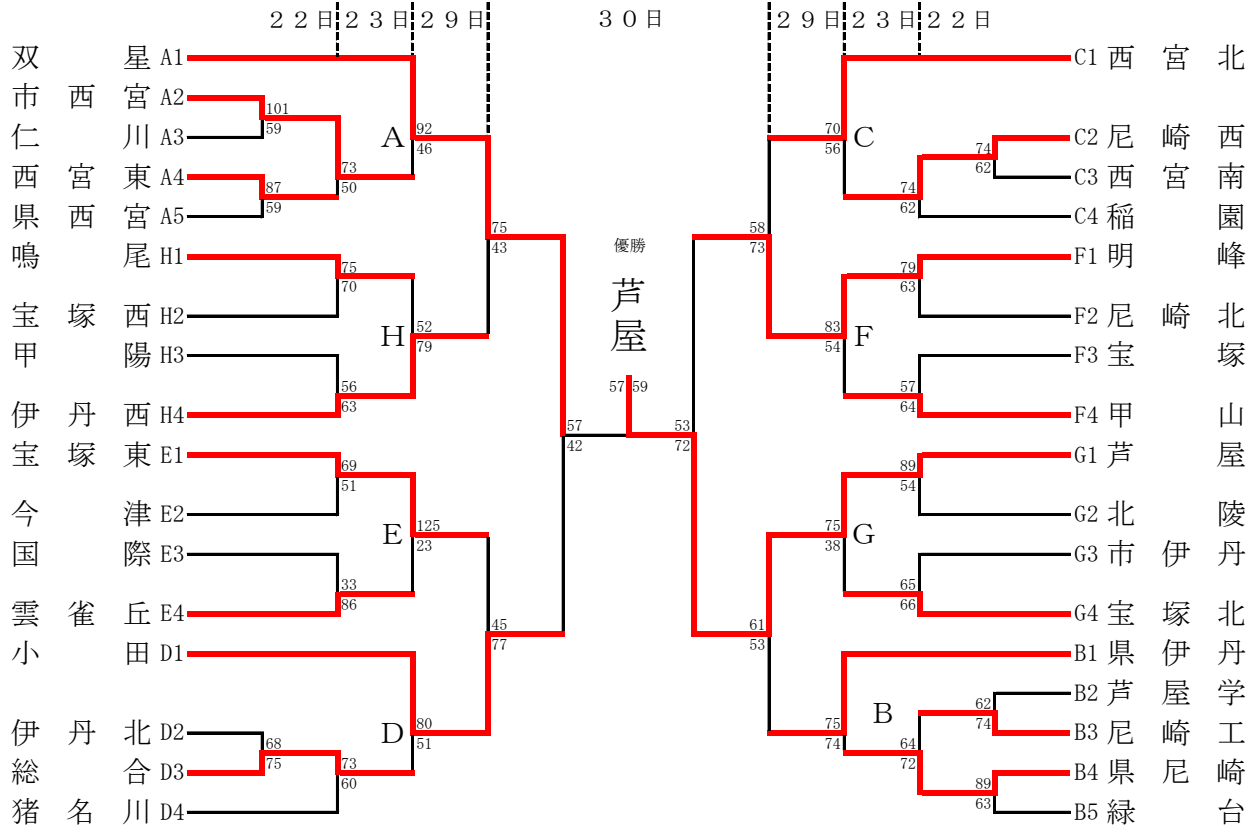 ２２日 ２３日 ２９日 ３０日 ２９日 ２３日 ２２日
双星 A1
市西宮 A2
101
仁川 A3
59
A
92
46
西宮東 A4
73
50
87
県西宮 A5
59
鳴尾 H1
75
43
75
70
宝塚西 H2
H
52
79
甲陽 H3
56
63
伊丹西 H4
宝塚東 E1
57
42
69
51
今津 E2
E
125
23
国際 E3
33
86
雲雀丘 E4
45
77
小田 D1
伊丹北 D2
D
80
51
68
75
総合 D3
73
60
猪名川 D4
優勝
芦屋
57 59
53
72
C1 西宮北
70
56
C
C2 尼崎西
74
62
C3 西宮南
74
62
C4 稲園
58
73
F1 明峰
79
63
F2 尼崎北
83
54
F
F3 宝塚
57
64
F4 甲山
G1 芦屋
89
54
G2 北陵
75
38
G
G3 市伊丹
65
66
G4 宝塚北
61
53
B1 県伊丹
B2 芦屋学
62
74
B3 尼崎工
75
74
B
64
72
B4 県尼崎
89
63
B5 緑台